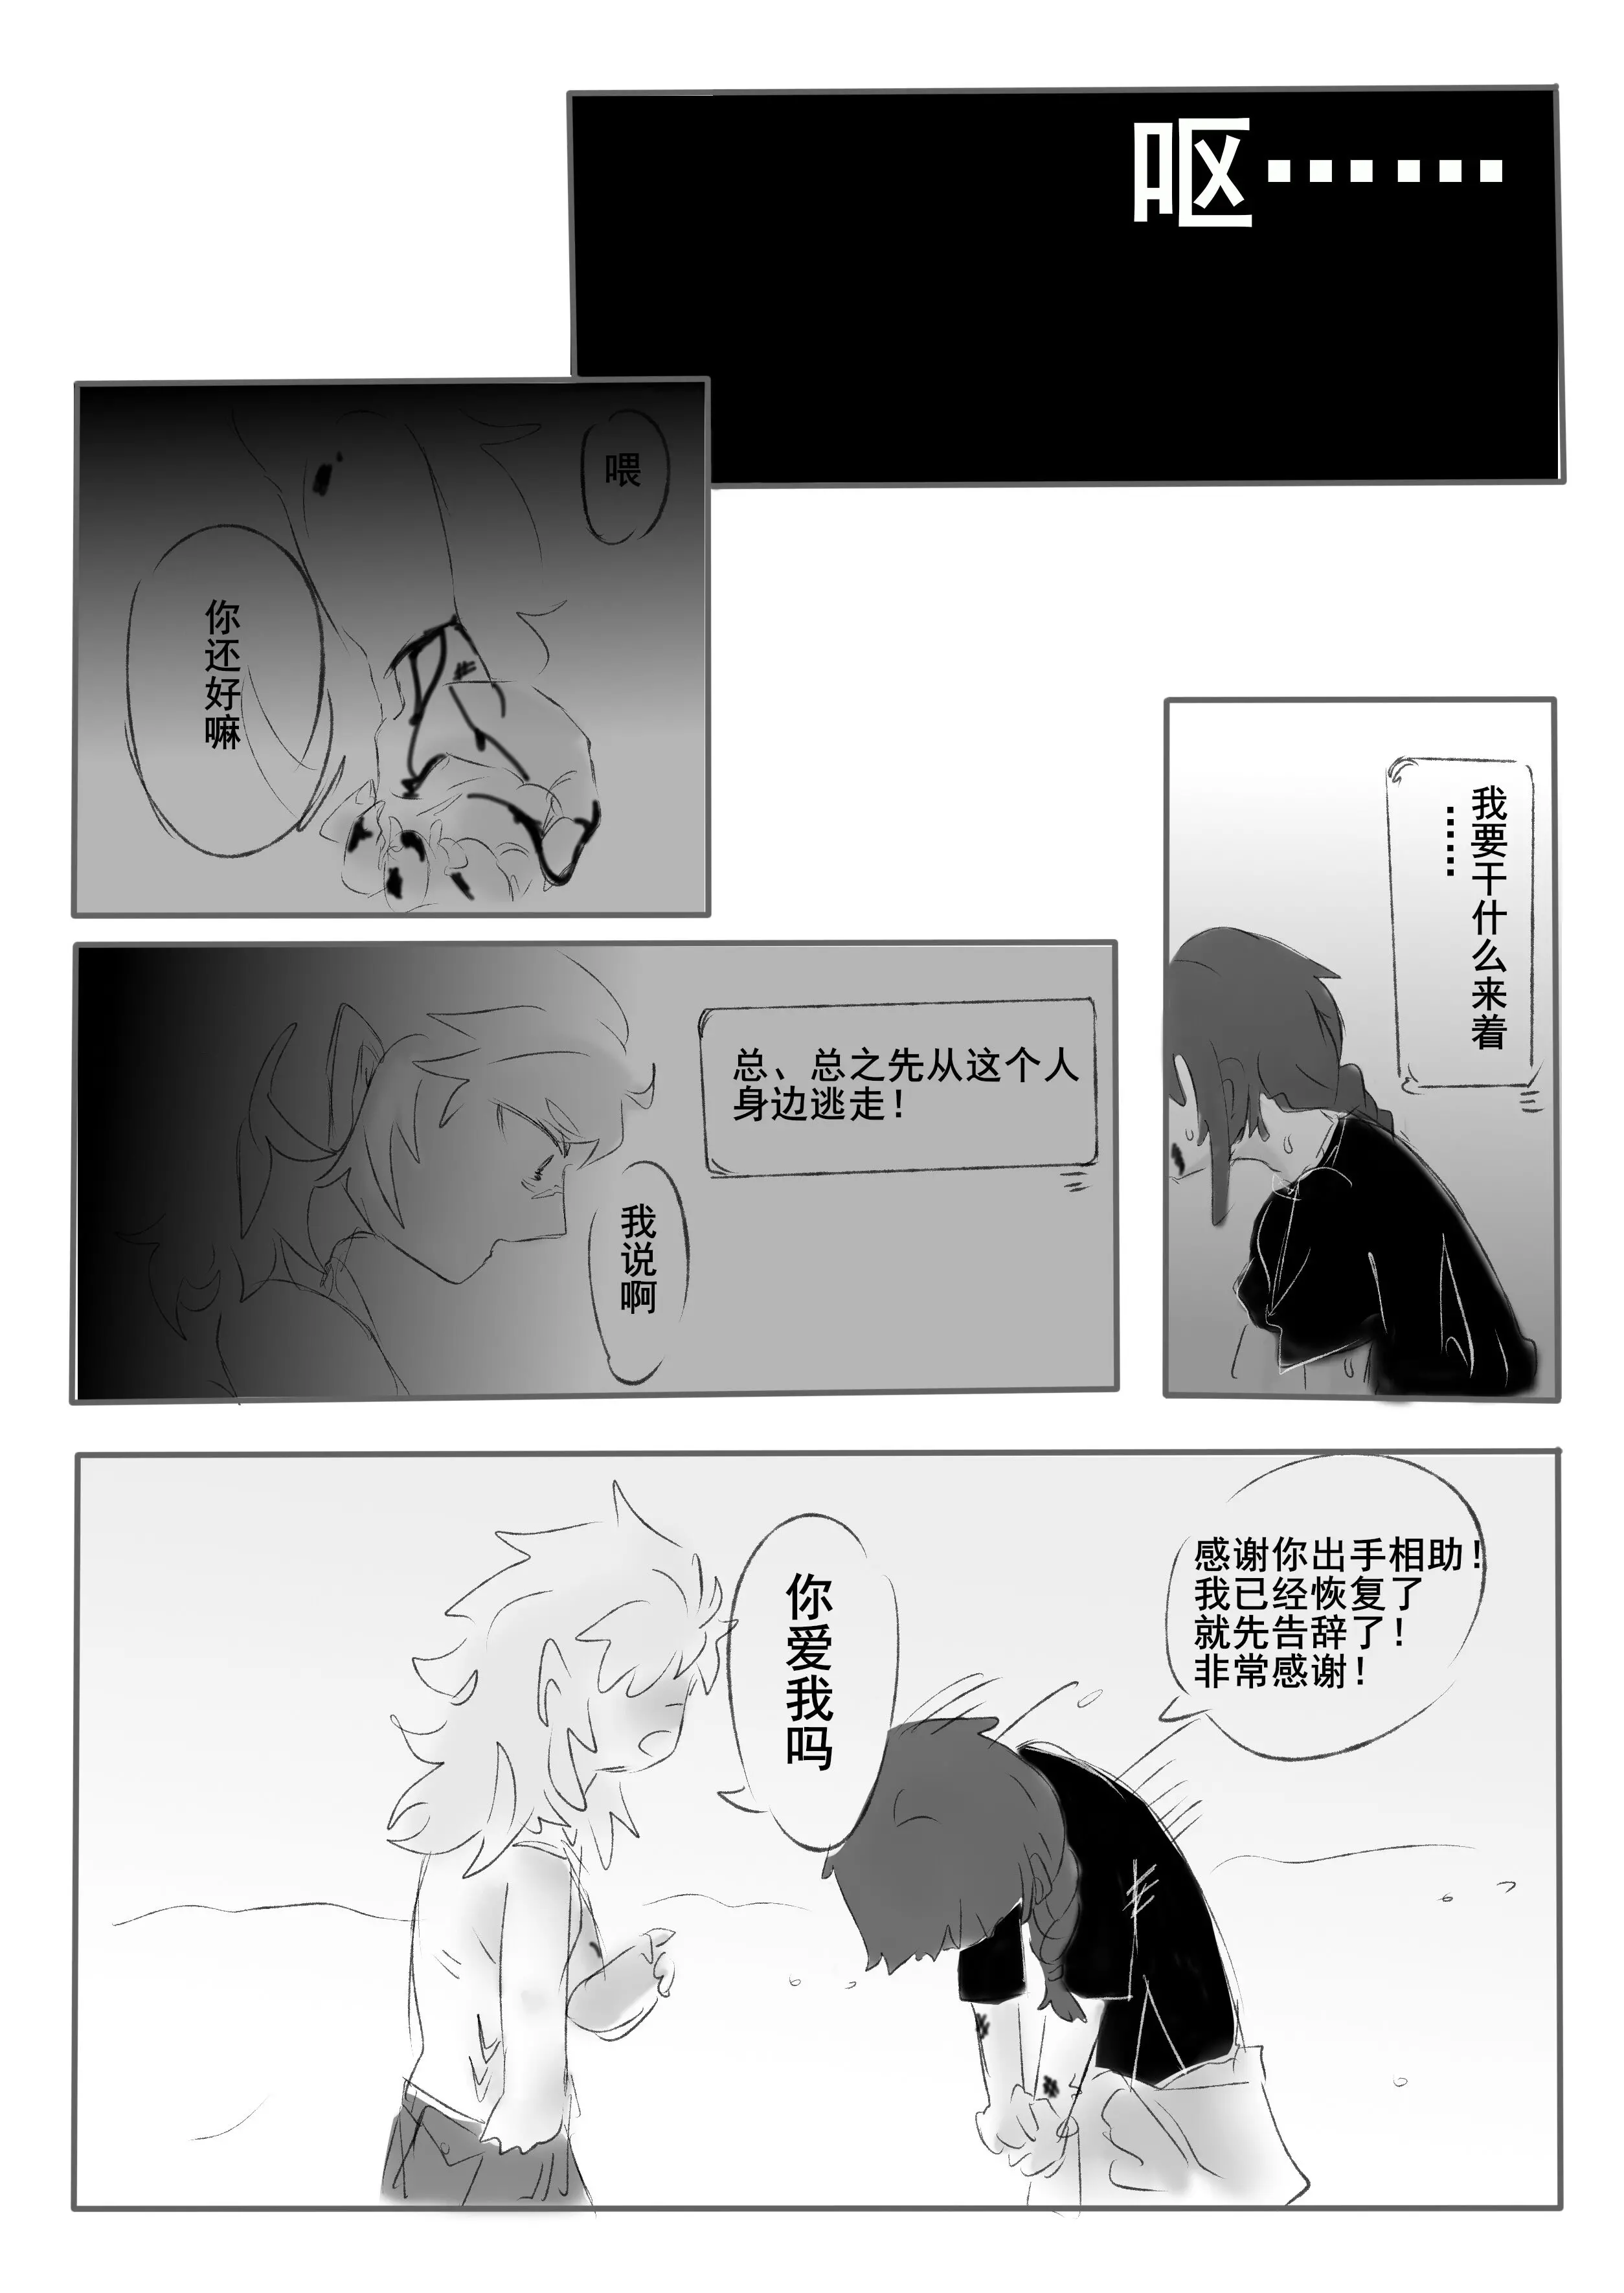 呕……
喂
你还好嘛
我要干什么来着
……
总、总之先从这个人
身边逃走！
我说啊
感谢你出手相助！
我已经恢复了
就先告辞了！
非常感谢！
你爱我吗